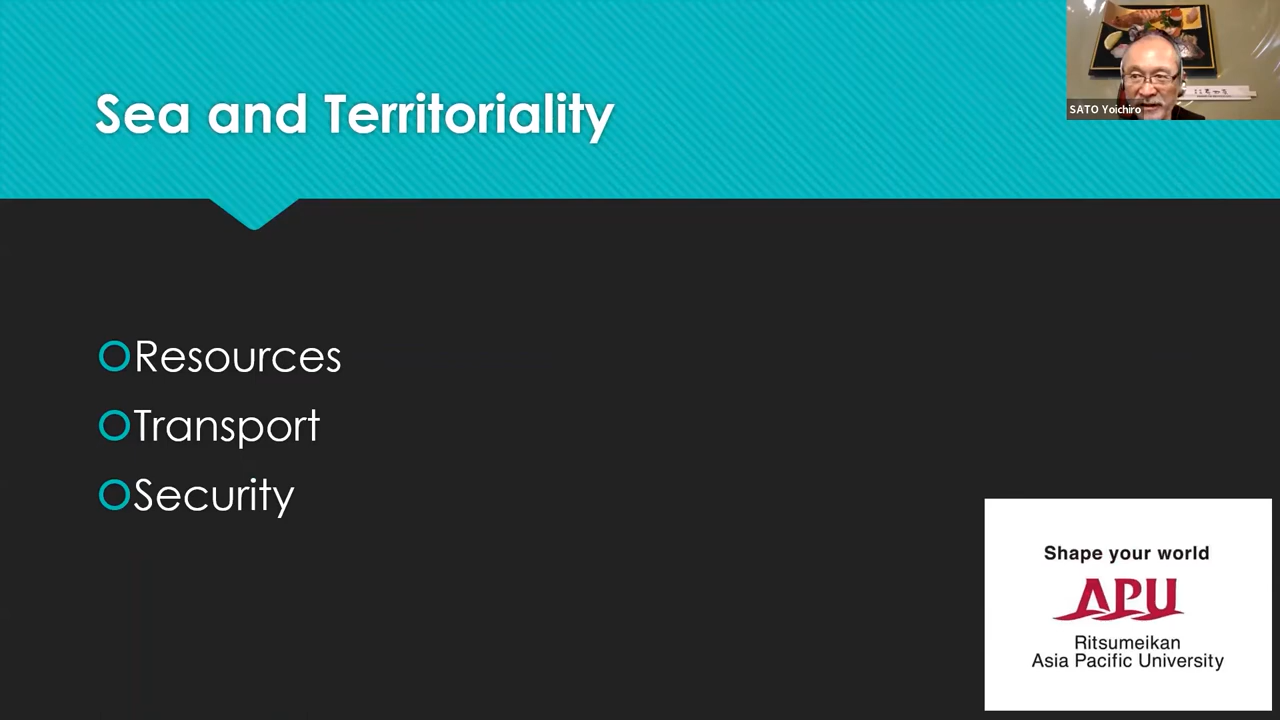 Sea and Territoriality
SATO Yoichiro
Resources
Transport
Security
Shape your world
APU
Ritsumeikan
Asia Pacific University